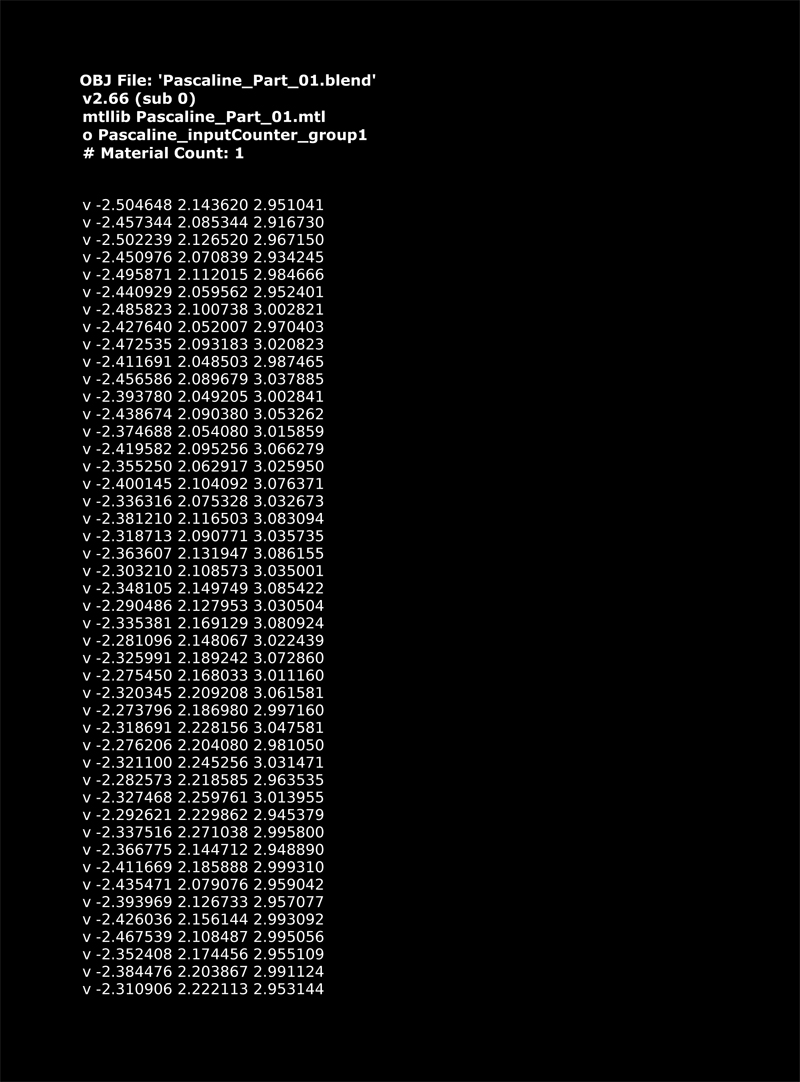 OBJ File: 'Pascaline_Part_01.blend'
v2.66 (sub 0)
mtllib Pascaline_Part_01.mtl
o Pascaline_inputCounter_group1
# Material Count: 1
v -2.504648 2.143620 2.951041
v -2.457344 2.085344 2.916730
v -2.502239 2.126520 2.967150
v -2.450976 2.070839 2.934245
v -2.495871 2.112015 2.984666
v -2.440929 2.059562 2.952401
v -2.485823 2.100738 3.002821
v -2.427640 2.052007 2.970403
v -2.472535 2.093183 3.020823
v -2.411691 2.048503 2.987465
v -2.456586 2.089679 3.037885
v -2.393780 2.049205 3.002841
v -2.438674 2.090380 3.053262
v -2.374688 2.054080 3.015859
v -2.419582 2.095256 3.066279
v -2.355250 2.062917 3.025950
v -2.400145 2.104092 3.076371
v -2.336316 2.075328 3.032673
v -2.381210 2.116503 3.083094
v -2.318713 2.090771 3.035735
v -2.363607 2.131947 3.086155
v -2.303210 2.108573 3.035001
v -2.348105 2.149749 3.085422
v -2.290486 2.127953 3.030504
v -2.335381 2.169129 3.080924
v -2.281096 2.148067 3.022439
v -2.325991 2.189242 3.072860
v -2.275450 2.168033 3.011160
v -2.320345 2.209208 3.061581
v -2.273796 2.186980 2.997160
v -2.318691 2.228156 3.047581
v -2.276206 2.204080 2.981050
v -2.321100 2.245256 3.031471
v -2.282573 2.218585 2.963535
v -2.327468 2.259761 3.013955
v -2.292621 2.229862 2.945379
v -2.337516 2.271038 2.995800
v -2.366775 2.144712 2.948890
v -2.411669 2.185888 2.999310
v -2.435471 2.079076 2.959042
v -2.393969 2.126733 2.957077
v -2.426036 2.156144 2.993092
v -2.467539 2.108487 2.995056
v -2.352408 2.174456 2.955109
v -2.384476 2.203867 2.991124
v -2.310906 2.222113 2.953144